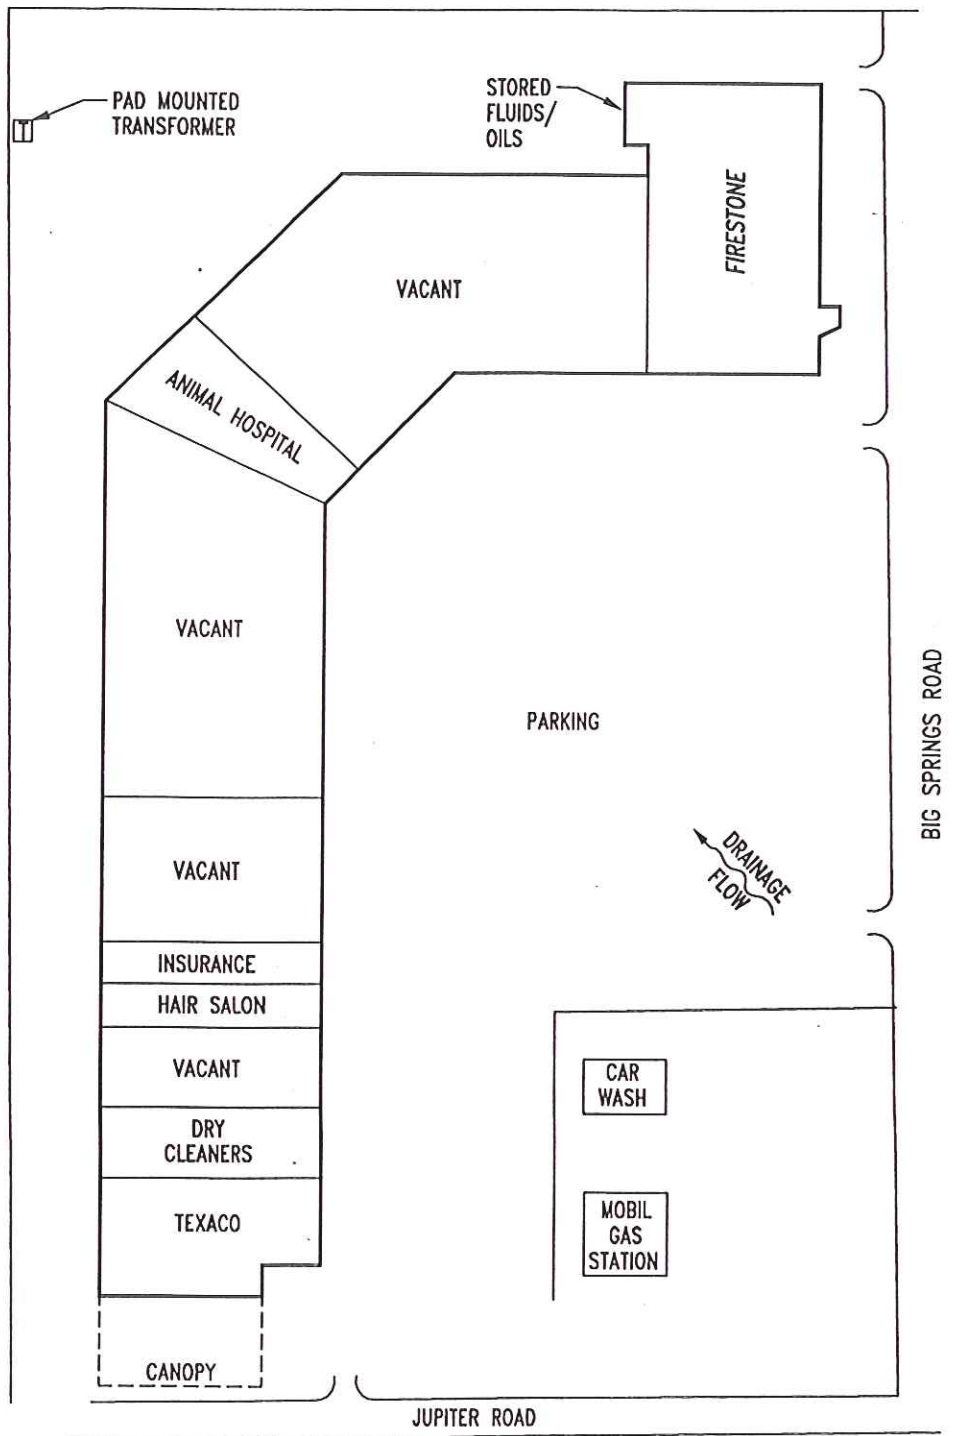 PAD MOUNTED
TRANSFORMER
STORED
FLUIDS/
OILS
FIRESTONE
VACANT
ANIMAL HOSPITAL
VACANT
PARKING
BIG SPRINGS ROAD
DRAINAGE
FLOW
VACANT
INSURANCE
HAIR SALON
VACANT
CAR
WASH
DRY
CLEANERS
TEXACO
MOBIL
GAS
STATION
CANOPY
JUPITER ROAD